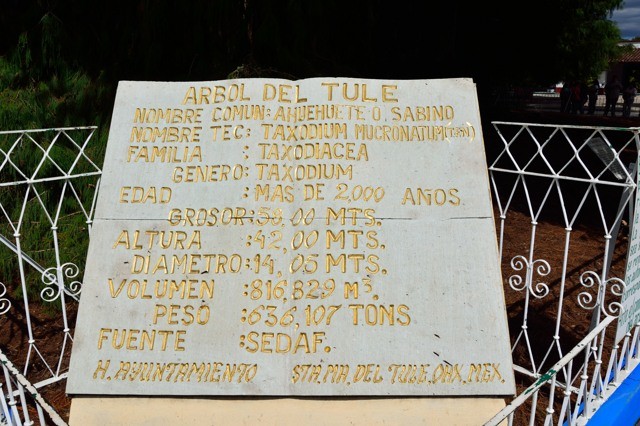 ARBOL DEL TULE
NOMBRE COMUN: AHUEHUETE O SABINO
NOMBRE TEC: TAXODIUM MUCRONATUM(TEN)
FAMILIA : TAXODIACEA
GENERO: TAXODIUM
EDAD : MAS DE 2,000 AÑOS.
GROSOR: 58,00 MTS.
ALTURA : 42,00 MTS.
DIAMETRO: 14,05 MTS.
VOLUMEN : 816,829 M3.
PESO : 636,107 TONS
FUENTE : SEDAF.
H. AYUNTAMIENTO STA. MA. DEL TULE. OAX. MEX.